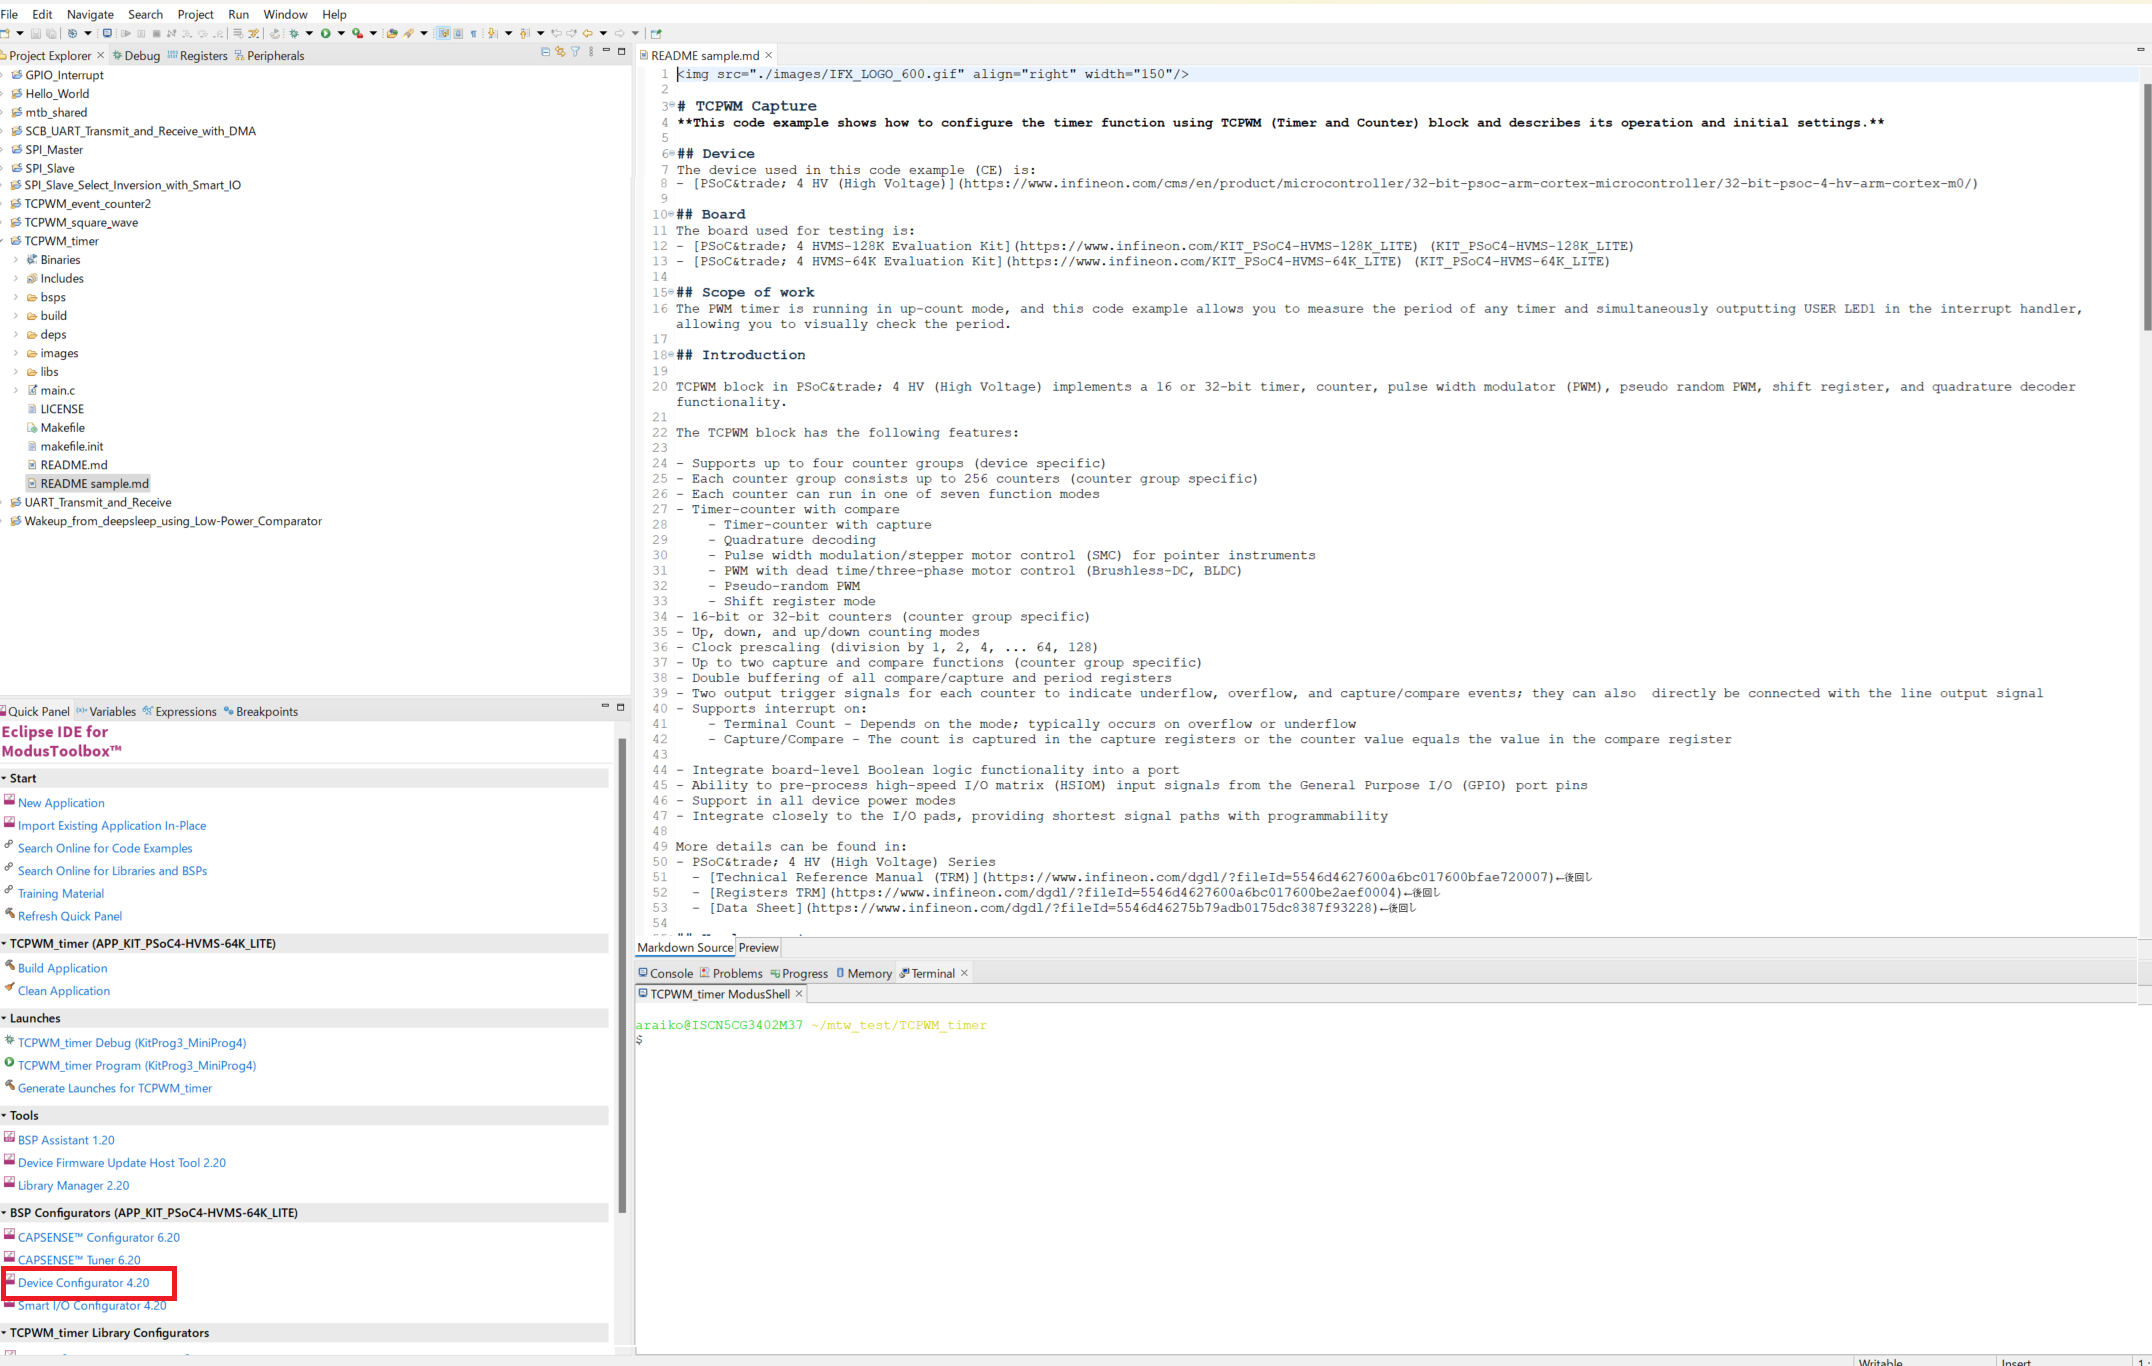 File Edit Navigate Search Project Run Window Help
Project Explorer × Debug Registers Peripherals
GPIO_Interrupt
Hello_World
mtb_shared
SCB_UART_Transmit_and_Receive_with_DMA
SPI_Master
SPI_Slave
SPI_Slave_Select_Inversion_with_Smart_IO
TCPWM_event_counter2
TCPWM_square_wave
TCPWM_timer
Binaries
Includes
bsps
build
deps
images
libs
main.c
LICENSE
Makefile
makefile.init
README.md
README sample.md
UART_Transmit_and_Receive
Wakeup_from_deepsleep_using_Low-Power_Comparator
Quick Panel Variables Expressions Breakpoints
Eclipse IDE for
ModusToolbox™
Start
New Application
Import Existing Application In-Place
Search Online for Code Examples
Search Online for Libraries and BSPs
Training Material
Refresh Quick Panel
TCPWM_timer (APP_KIT_PSoC4-HVMS-64K_LITE)
Build Application
Clean Application
Launches
TCPWM_timer Debug (KitProg3_MiniProg4)
TCPWM_timer Program (KitProg3_MiniProg4)
Generate Launches for TCPWM_timer
Tools
BSP Assistant 1.20
Device Firmware Update Host Tool 2.20
Library Manager 2.20
BSP Configurators (APP_KIT_PSoC4-HVMS-64K_LITE)
CAPSENSE™ Configurator 6.20
CAPSENSE™ Tuner 6.20
Device Configurator 4.20
Smart I/O Configurator 4.20
TCPWM_timer Library Configurators
README sample.md ×
1 <img src="./images/IFX_LOGO_600.gif" align="right" width="150"/>
2
3 # TCPWM Capture
4 **This code example shows how to configure the timer function using TCPWM (Timer and Counter) block and describes its operation and initial settings.**
5
6 ## Device
7 The device used in this code example (CE) is:
8 - [PSoC&trade; 4 HV (High Voltage)](https://www.infineon.com/cms/en/product/microcontroller/32-bit-psoc-arm-cortex-microcontroller/32-bit-psoc-4-hv-arm-cortex-m0/)
9
10 ## Board
11 The board used for testing is:
12 - [PSoC&trade; 4 HVMS-128K Evaluation Kit](https://www.infineon.com/KIT_PSoC4-HVMS-128K_LITE) (KIT_PSoC4-HVMS-128K_LITE)
13 - [PSoC&trade; 4 HVMS-64K Evaluation Kit](https://www.infineon.com/KIT_PSoC4-HVMS-64K_LITE) (KIT_PSoC4-HVMS-64K_LITE)
14
15 ## Scope of work
16 The PWM timer is running in up-count mode, and this code example allows you to measure the period of any timer and simultaneously outputting USER LED1 in the interrupt handler,
allowing you to visually check the period.
17
18 ## Introduction
19
20 TCPWM block in PSoC&trade; 4 HV (High Voltage) implements a 16 or 32-bit timer, counter, pulse width modulator (PWM), pseudo random PWM, shift register, and quadrature decoder
functionality.
21
22 The TCPWM block has the following features:
23
24 - Supports up to four counter groups (device specific)
25 - Each counter group consists up to 256 counters (counter group specific)
26 - Each counter can run in one of seven function modes
27 - Timer-counter with compare
28 - Timer-counter with capture
29 - Quadrature decoding
30 - Pulse width modulation/stepper motor control (SMC) for pointer instruments
31 - PWM with dead time/three-phase motor control (Brushless-DC, BLDC)
32 - Pseudo-random PWM
33 - Shift register mode
34 - 16-bit or 32-bit counters (counter group specific)
35 - Up, down, and up/down counting modes
36 - Clock prescaling (division by 1, 2, 4, ... 64, 128)
37 - Up to two capture and compare functions (counter group specific)
38 - Double buffering of all compare/capture and period registers
39 - Two output trigger signals for each counter to indicate underflow, overflow, and capture/compare events; they can also directly be connected with the line output signal
40 - Supports interrupt on:
41 - Terminal Count - Depends on the mode; typically occurs on overflow or underflow
42 - Capture/Compare - The count is captured in the capture registers or the counter value equals the value in the compare register
43
44 - Integrate board-level Boolean logic functionality into a port
45 - Ability to pre-process high-speed I/O matrix (HSIOM) input signals from the General Purpose I/O (GPIO) port pins
46 - Support in all device power modes
47 - Integrate closely to the I/O pads, providing shortest signal paths with programmability
48
49 More details can be found in:
50 - PSoC&trade; 4 HV (High Voltage) Series
51 - [Technical Reference Manual (TRM)](https://www.infineon.com/dgdl/?fileId=5546d4627600a6bc017600bfae720007)←後回し
52 - [Registers TRM](https://www.infineon.com/dgdl/?fileId=5546d4627600a6bc017600be2aef0004)←後回し
53 - [Data Sheet](https://www.infineon.com/dgdl/?fileId=5546d46275b79adb0175dc8387f93228)←後回し
54
Markdown Source Preview
Console Problems Progress Memory Terminal ×
TCPWM_timer ModusShell ×
araiko@ISCN5CG3402M37 ~/mtw_test/TCPWM_timer
$
Writable Insert